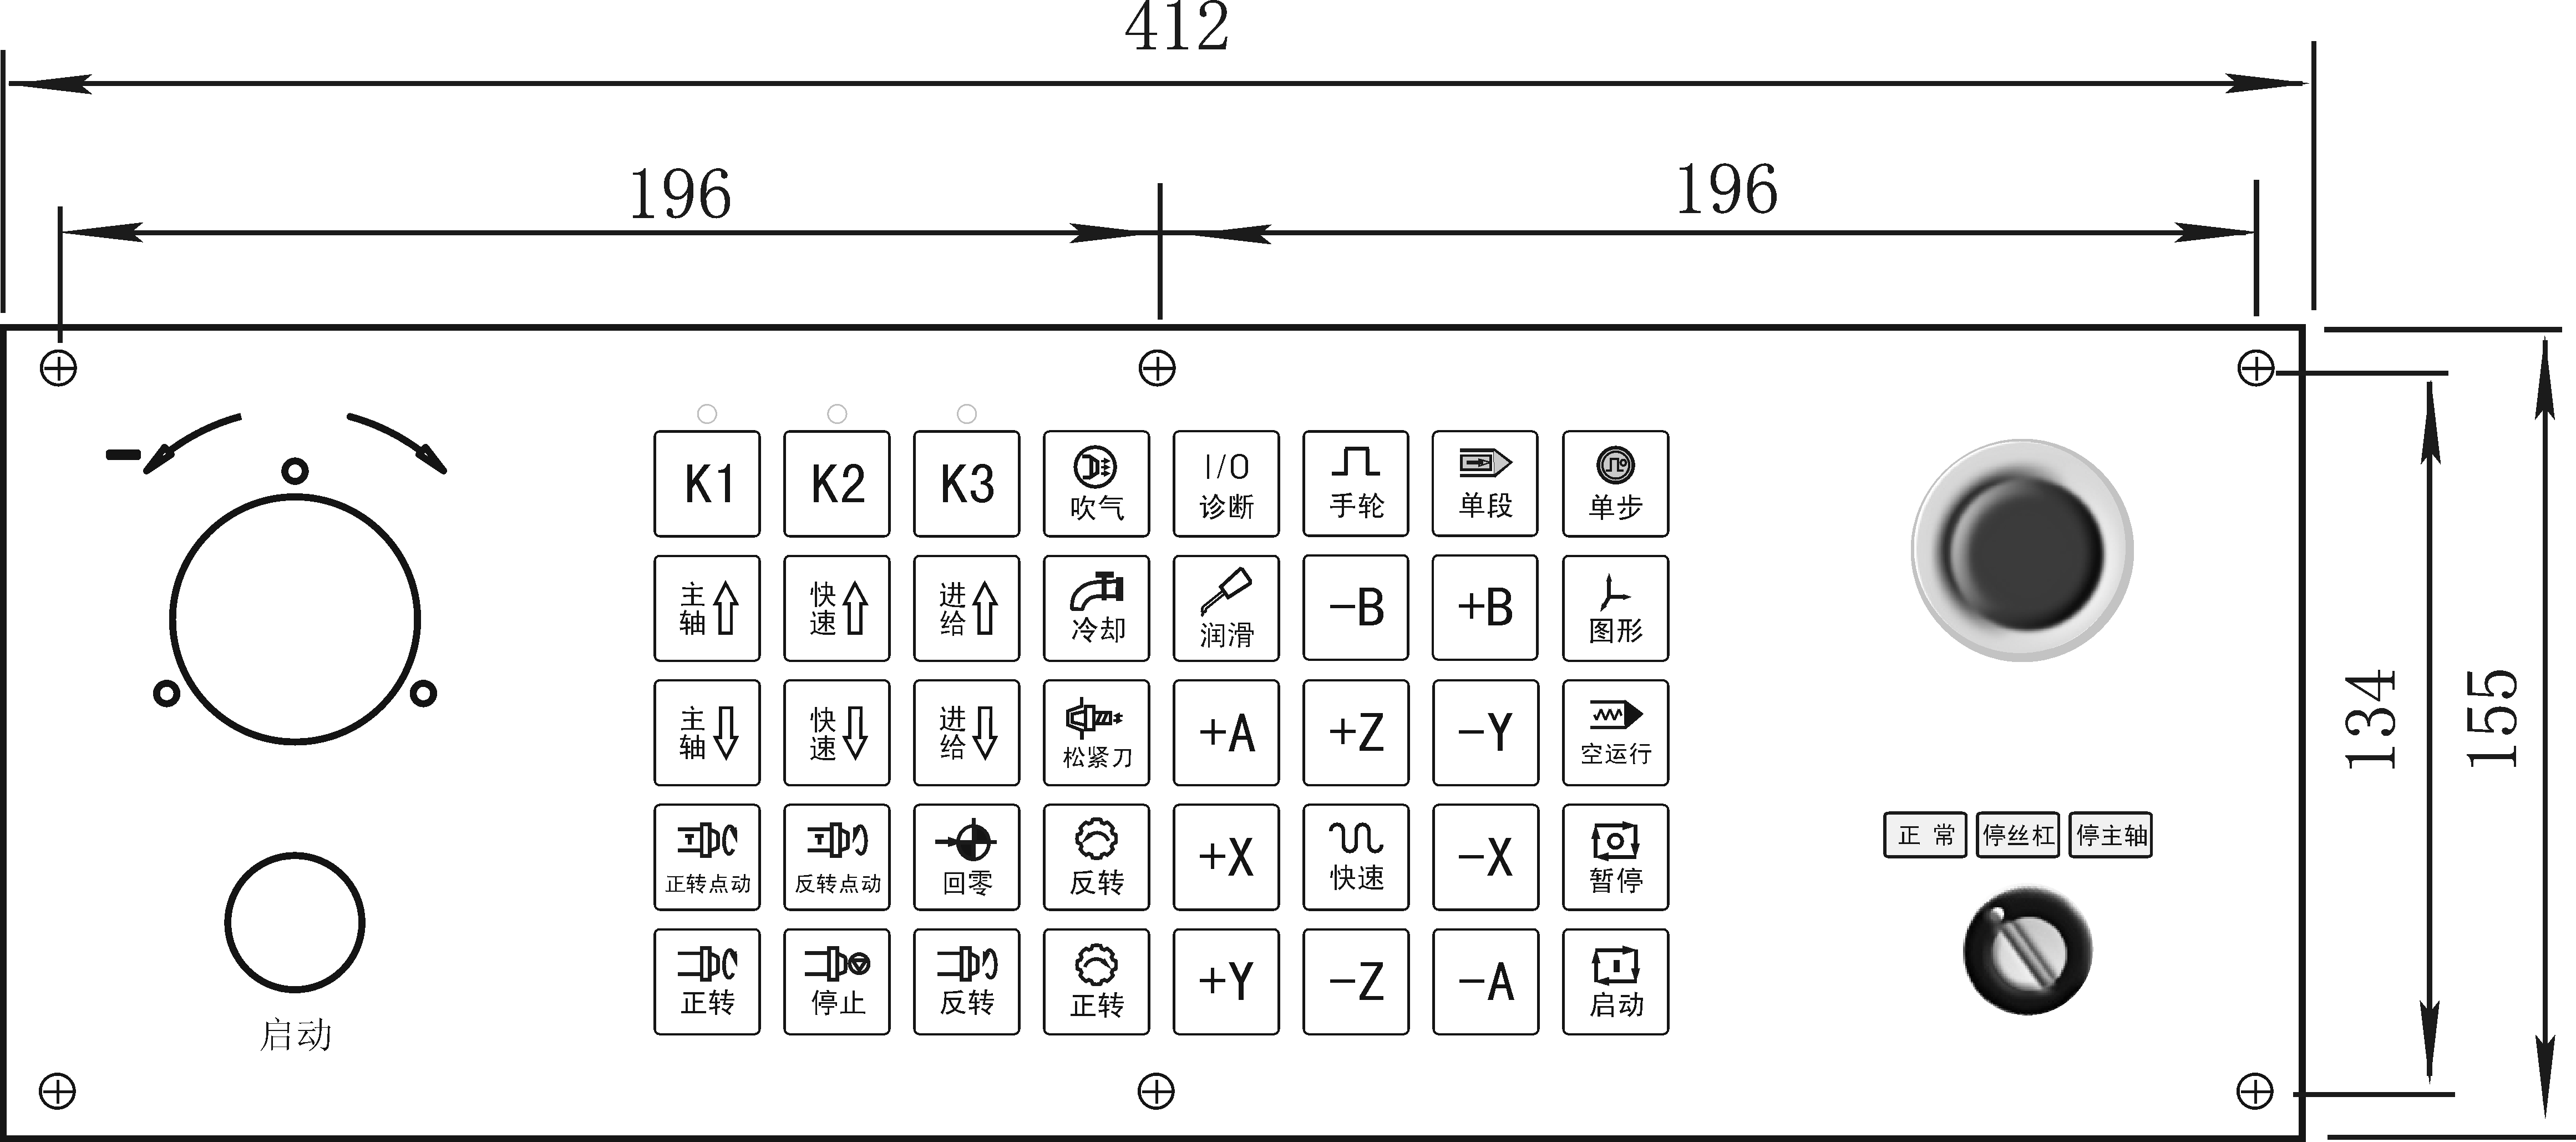 412
196
196
K1
K2
K3
吹气
I/O
诊断
手轮
单段
单步
主轴
快速
进给
冷却
润滑
-B
+B
图形
主轴
快速
进给
松紧刀
+A
+Z
-Y
空运行
正转点动
反转点动
回零
反转
+X
快速
-X
暂停
正转
停止
反转
正转
+Y
-Z
-A
启动
启动
正 常
停丝杠
停主轴
134
155